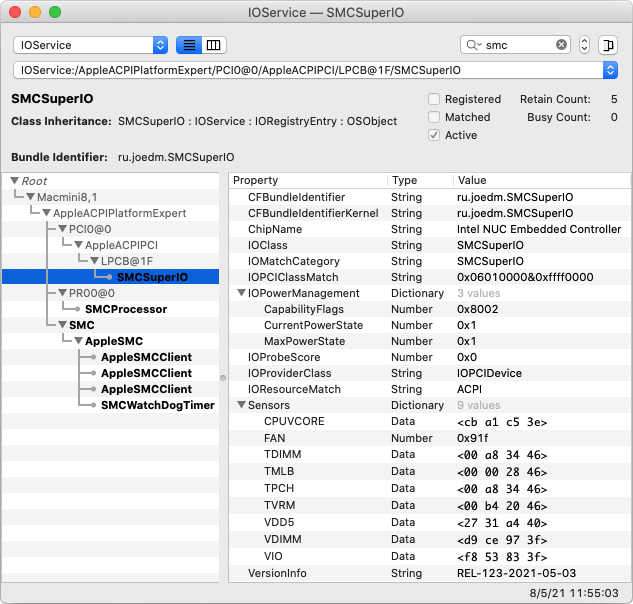 IOService — SMCSuperIO
IOService
smc
IOService:/AppleACPIPlatformExpert/PCI0@0/AppleACPIPCI/LPCB@1F/SMCSuperIO
SMCSuperIO
Registered Retain Count: 5
Class Inheritance: SMCSuperIO : IOService : IORegistryEntry : OSObject
Matched Busy Count: 0
Active
Bundle Identifier: ru.joedm.SMCSuperIO
Root
Macmini8,1
AppleACPIPlatformExpert
PCI0@0
AppleACPIPCI
LPCB@1F
SMCSuperIO
PR00@0
SMCProcessor
SMC
AppleSMC
AppleSMCClient
AppleSMCClient
AppleSMCClient
SMCWatchDogTimer
Property Type Value
CFBundleIdentifier String ru.joedm.SMCSuperIO
CFBundleIdentifierKernel String ru.joedm.SMCSuperIO
ChipName String Intel NUC Embedded Controller
IOClass String SMCSuperIO
IOMatchCategory String SMCSuperIO
IOPCIClassMatch String 0x06010000&0xffff0000
IOPowerManagement Dictionary 3 values
CapabilityFlags Number 0x8002
CurrentPowerState Number 0x1
MaxPowerState Number 0x1
IOProbeScore Number 0x0
IOProviderClass String IOPCIDevice
IOResourceMatch String ACPI
Sensors Dictionary 9 values
CPUVCORE Data <cb a1 c5 3e>
FAN Number 0x91f
TDIMM Data <00 a8 34 46>
TMLB Data <00 00 28 46>
TPCH Data <00 a8 34 46>
TVRM Data <00 b4 20 46>
VDD5 Data <27 31 a4 40>
VDIMM Data <d9 ce 97 3f>
VIO Data <f8 53 83 3f>
VersionInfo String REL-123-2021-05-03
8/5/21 11:55:03